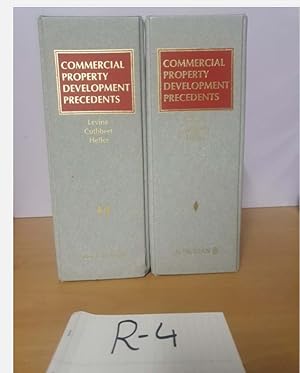 COMMERCIAL
PROPERTY
DEVELOPMENT
PRECEDENTS
Levine
Cuthbert
Heller
COMMERCIAL
PROPERTY
DEVELOPMENT
PRECEDENTS
R-4